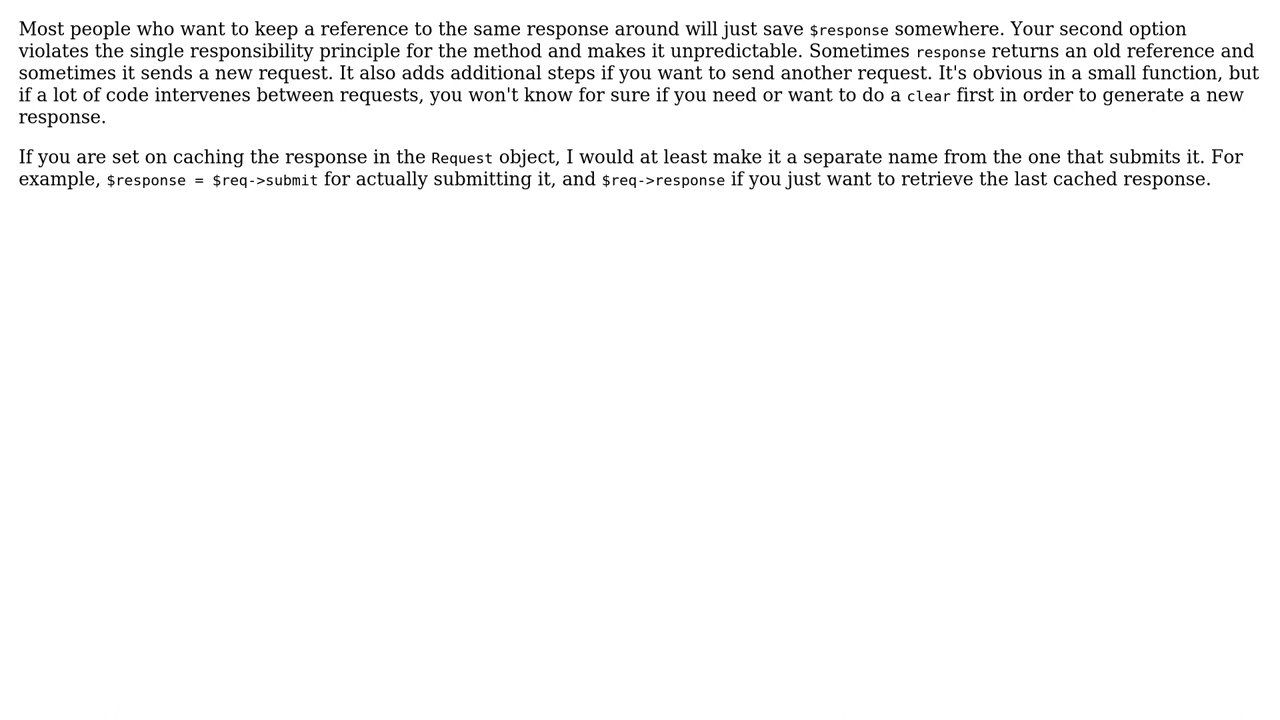 Most people who want to keep a reference to the same response around will just save $response somewhere. Your second option
violates the single responsibility principle for the method and makes it unpredictable. Sometimes response returns an old reference and
sometimes it sends a new request. It also adds additional steps if you want to send another request. It's obvious in a small function, but
if a lot of code intervenes between requests, you won't know for sure if you need or want to do a clear first in order to generate a new
response.
If you are set on caching the response in the Request object, I would at least make it a separate name from the one that submits it. For
example, $response = $req->submit for actually submitting it, and $req->response if you just want to retrieve the last cached response.